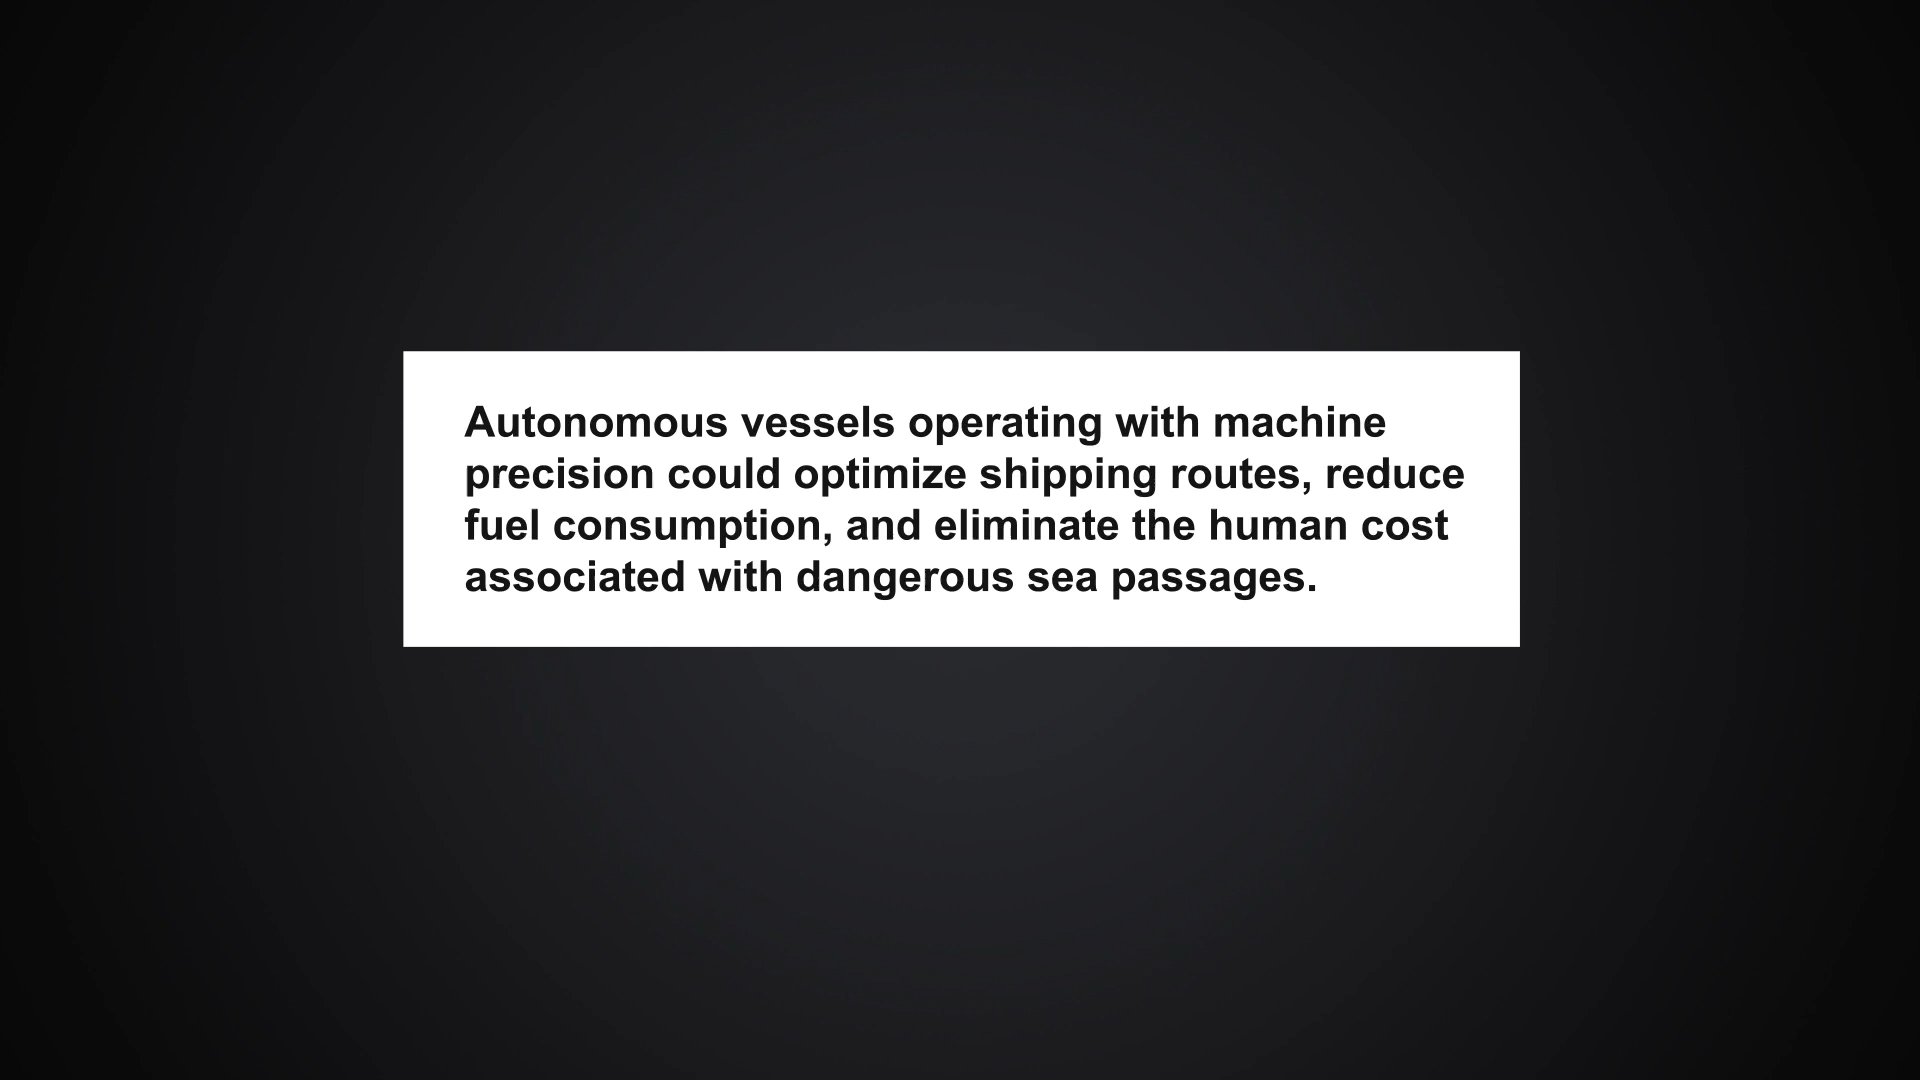 Autonomous vessels operating with machine
precision could optimize shipping routes, reduce
fuel consumption, and eliminate the human cost
associated with dangerous sea passages.